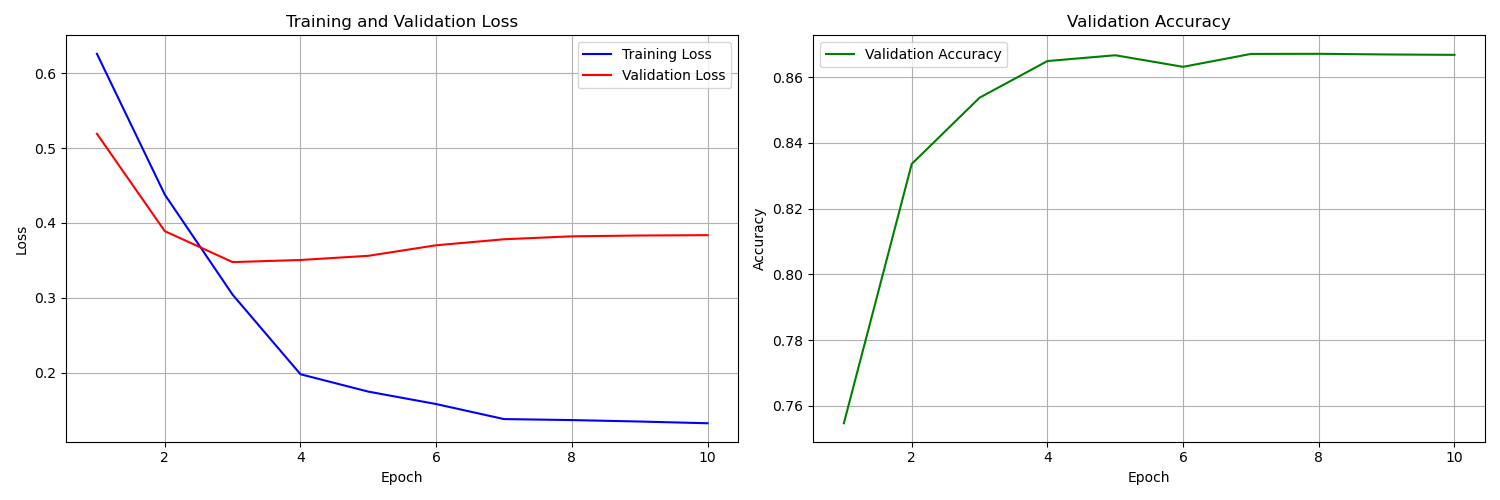 Training and Validation Loss
Training Loss
Validation Loss
0.6
0.5
0.4
0.3
0.2
Loss
2 4 6 8 10
Epoch
Validation Accuracy
Validation Accuracy
0.86
0.84
0.82
0.80
0.78
0.76
Accuracy
2 4 6 8 10
Epoch